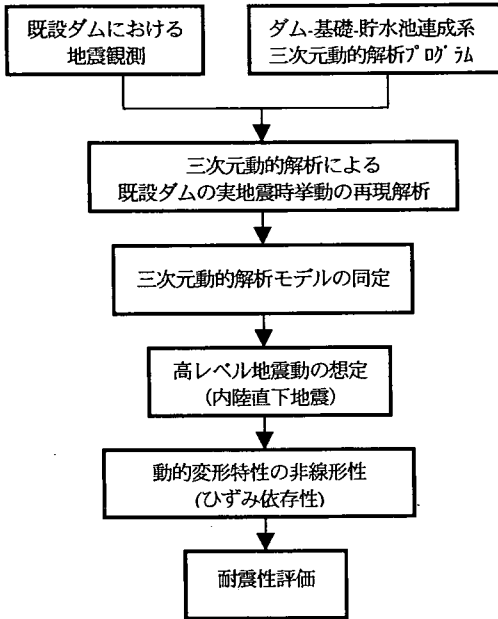 既設ダムにおける
地震観測
ダム-基礎-貯水池連成系
三次元動的解析ﾌﾟﾛｸﾞﾗﾑ
三次元動的解析による
既設ダムの実地震時挙動の再現解析
三次元動的解析モデルの同定
高レベル地震動の想定
(内陸直下地震)
動的変形特性の非線形性
(ひずみ依存性)
耐震性評価